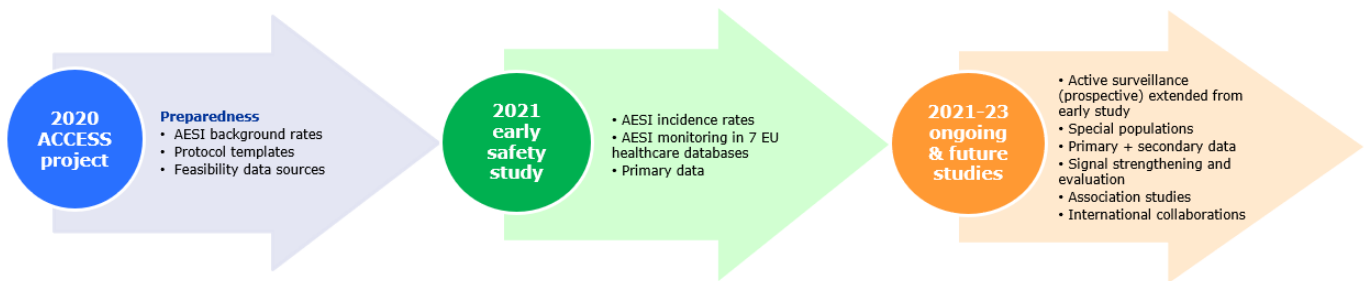 2020
ACCESS
project
Preparedness
• AESI background rates
• Protocol templates
• Feasibility data sources
2021
early
safety
study
• AESI incidence rates
• AESI monitoring in 7 EU
healthcare databases
• Primary data
2021-23
ongoing
& future
studies
• Active surveillance
(prospective) extended from
early study
• Special populations
• Primary + secondary data
• Signal strengthening and
evaluation
• Association studies
• International collaborations